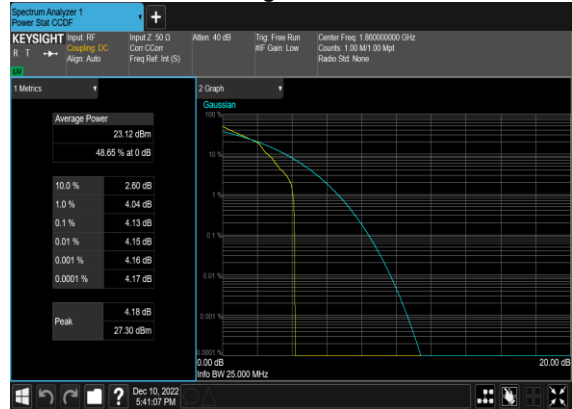 Spectrum Analyzer 1
Power Stat CCDF
KEYSIGHT
R T
LXI
Input: RF
Coupling: DC
Align: Auto
Input Z: 50 Ω
Corr CCorr
Freq Ref: Int (S)
Atten: 40 dB
Trig: Free Run
#IF Gain: Low
Center Freq: 1.860000000 GHz
Counts: 1.00 M/1.00 Mpt
Radio Std: None
1 Metrics
Average Power
23.12 dBm
48.65 % at 0 dB
10.0 % 2.60 dB
1.0 % 4.04 dB
0.1 % 4.13 dB
0.01 % 4.15 dB
0.001 % 4.16 dB
0.0001 % 4.17 dB
Peak
4.18 dB
27.30 dBm
2 Graph
Gaussian
100 %
10 %
1 %
0.1 %
0.01 %
0.001 %
0.0001 %
0.00 dB
20.00 dB
Info BW 25.000 MHz
?
Dec 10, 2022
5:41:07 PM